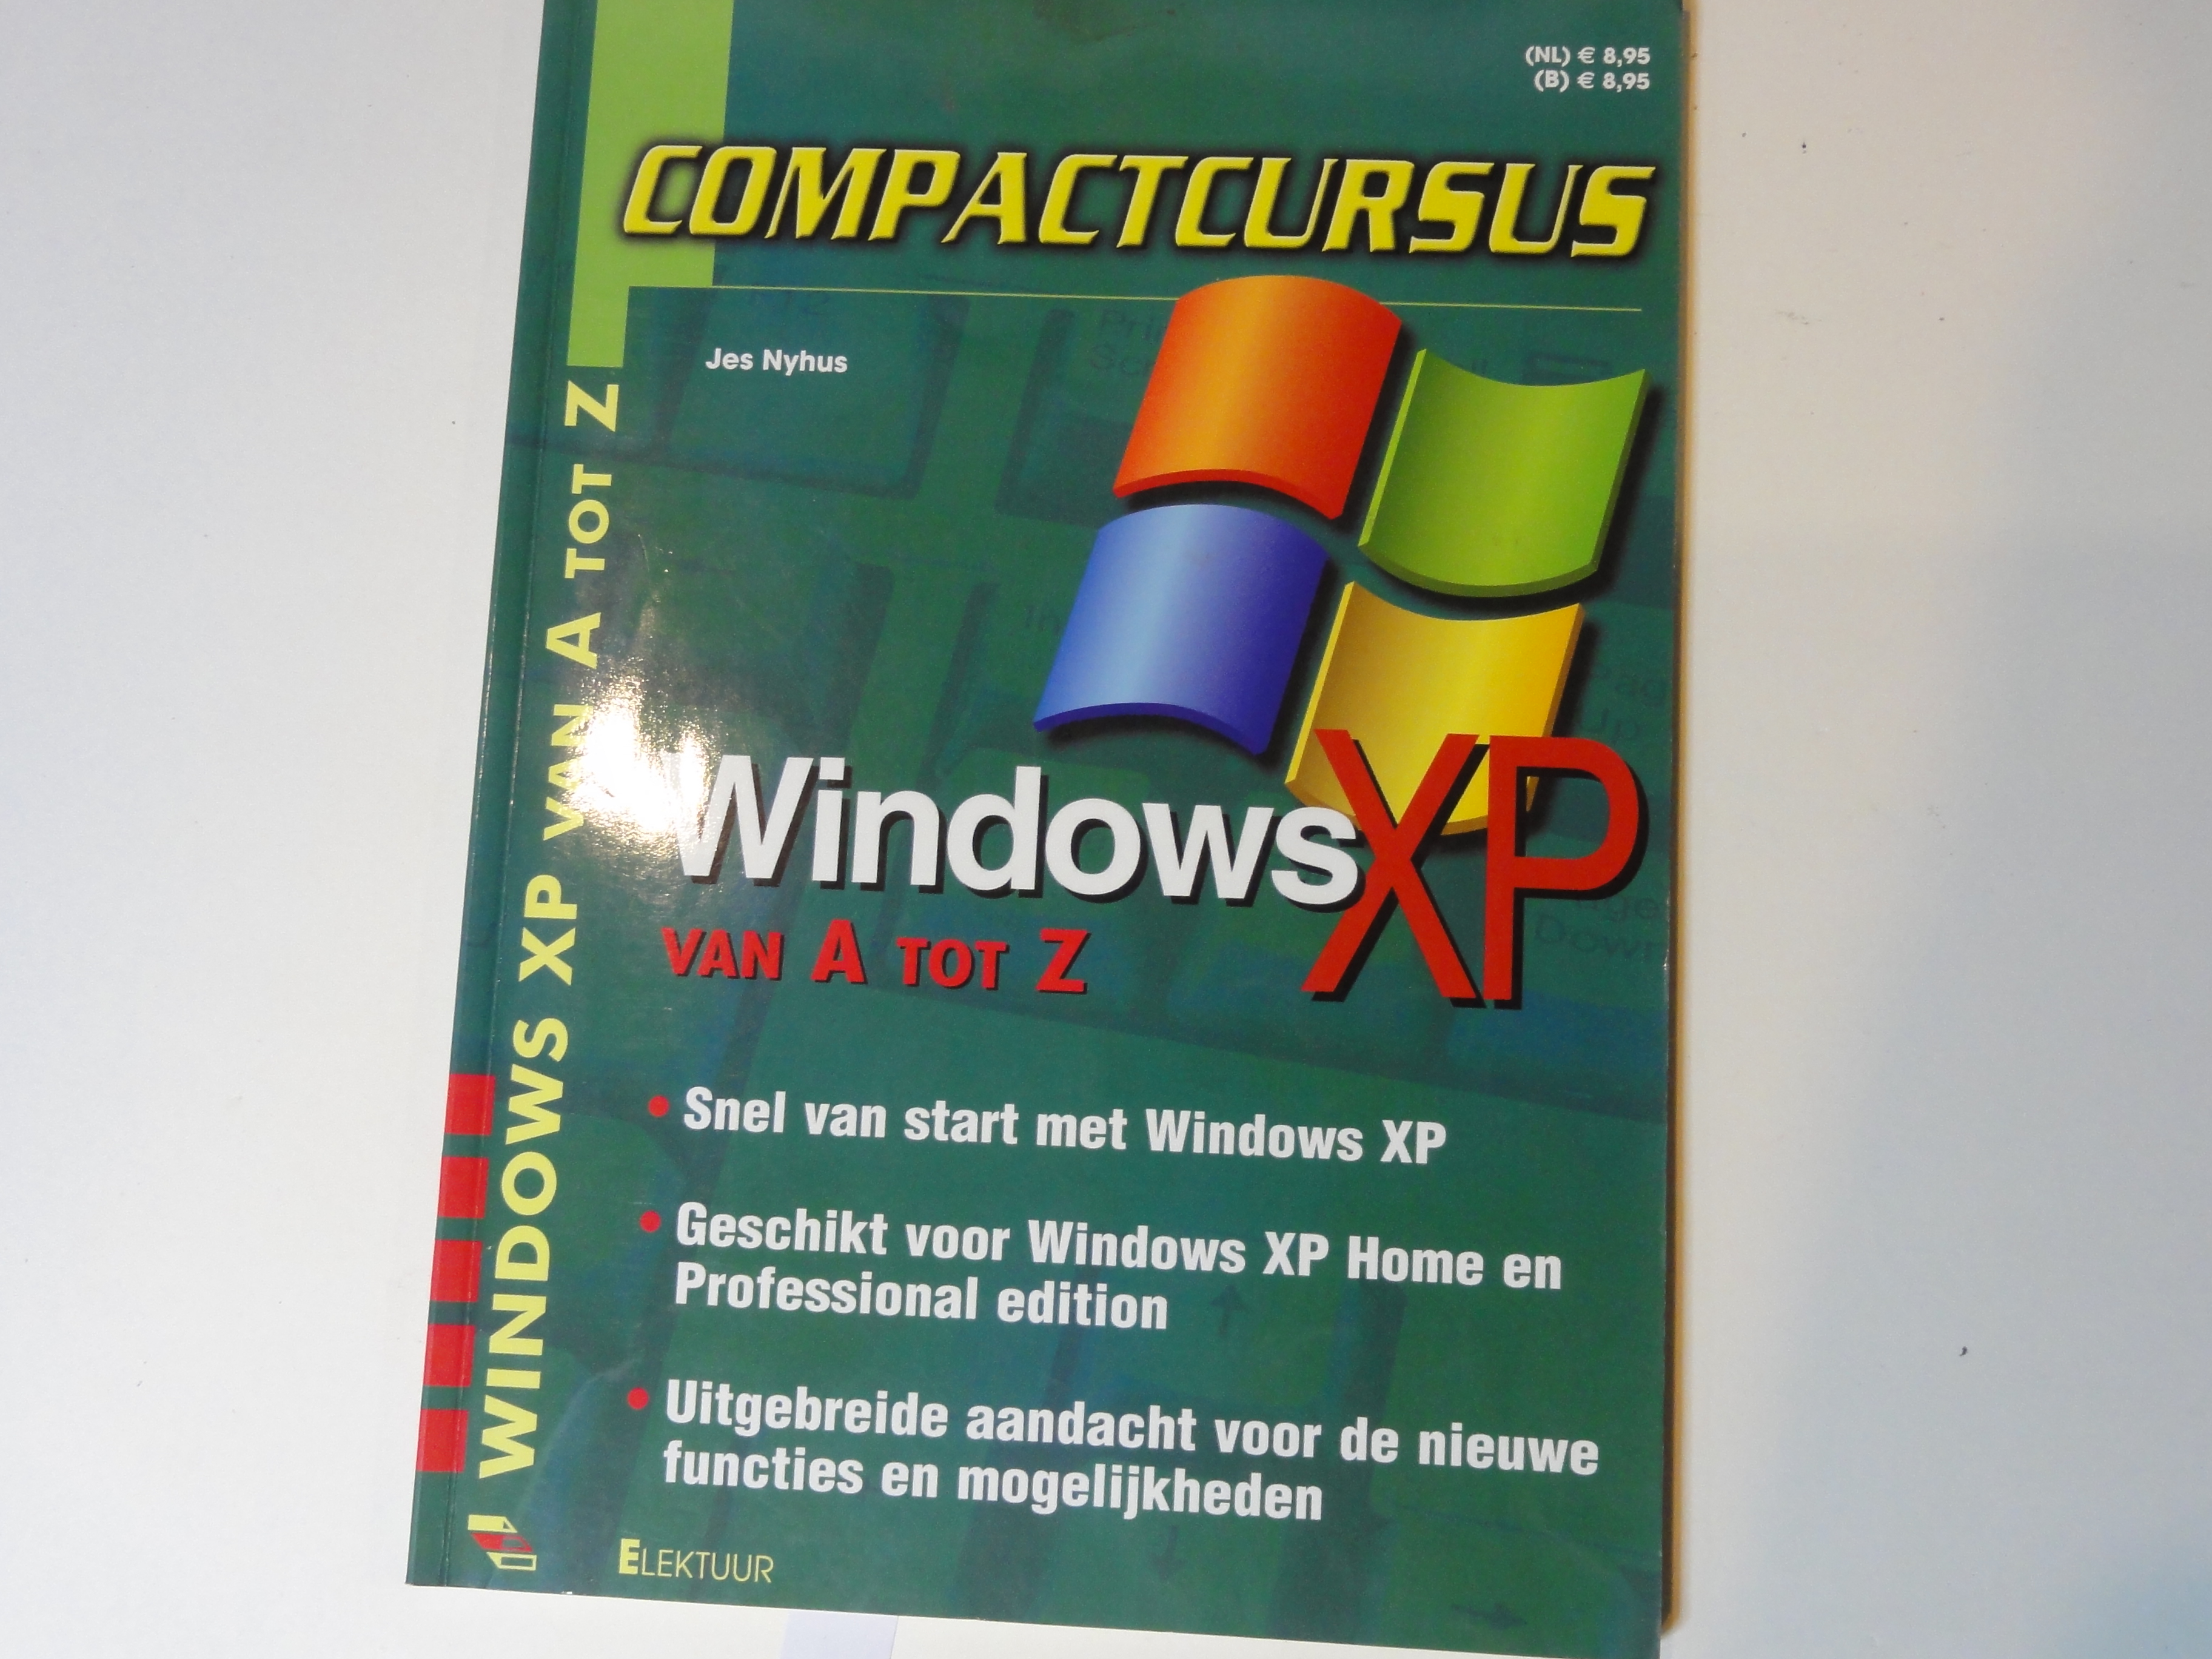 (NL) € 8,95
(B) € 8,95
COMPACTCURSUS
Jes Nyhus
WINDOWS XP VAN A TOT Z
Windows XP
VAN A TOT Z
• Snel van start met Windows XP
• Geschikt voor Windows XP Home en
Professional edition
• Uitgebreide aandacht voor de nieuwe
functies en mogelijkheden
ELEKTUUR